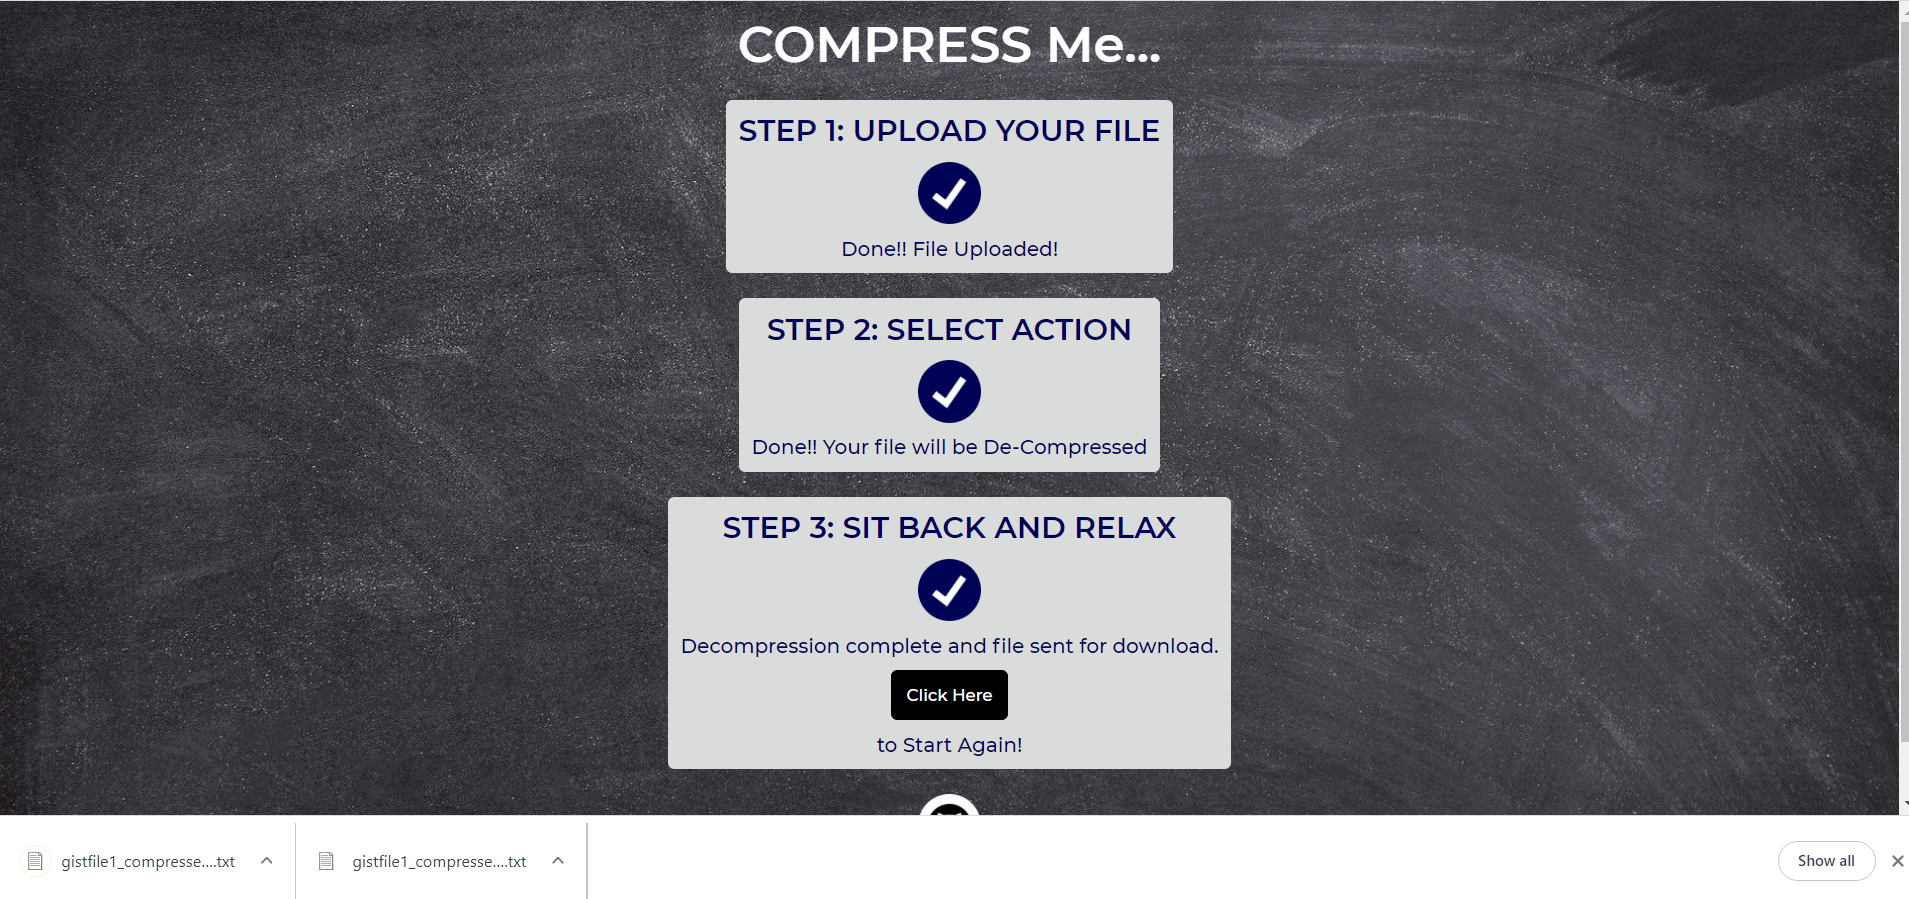 COMPRESS Me...
STEP 1: UPLOAD YOUR FILE
Done!! File Uploaded!
STEP 2: SELECT ACTION
Done!! Your file will be De-Compressed
STEP 3: SIT BACK AND RELAX
Decompression complete and file sent for download.
Click Here
to Start Again!
gistfile1_compresse....txt
gistfile1_compresse....txt
Show all